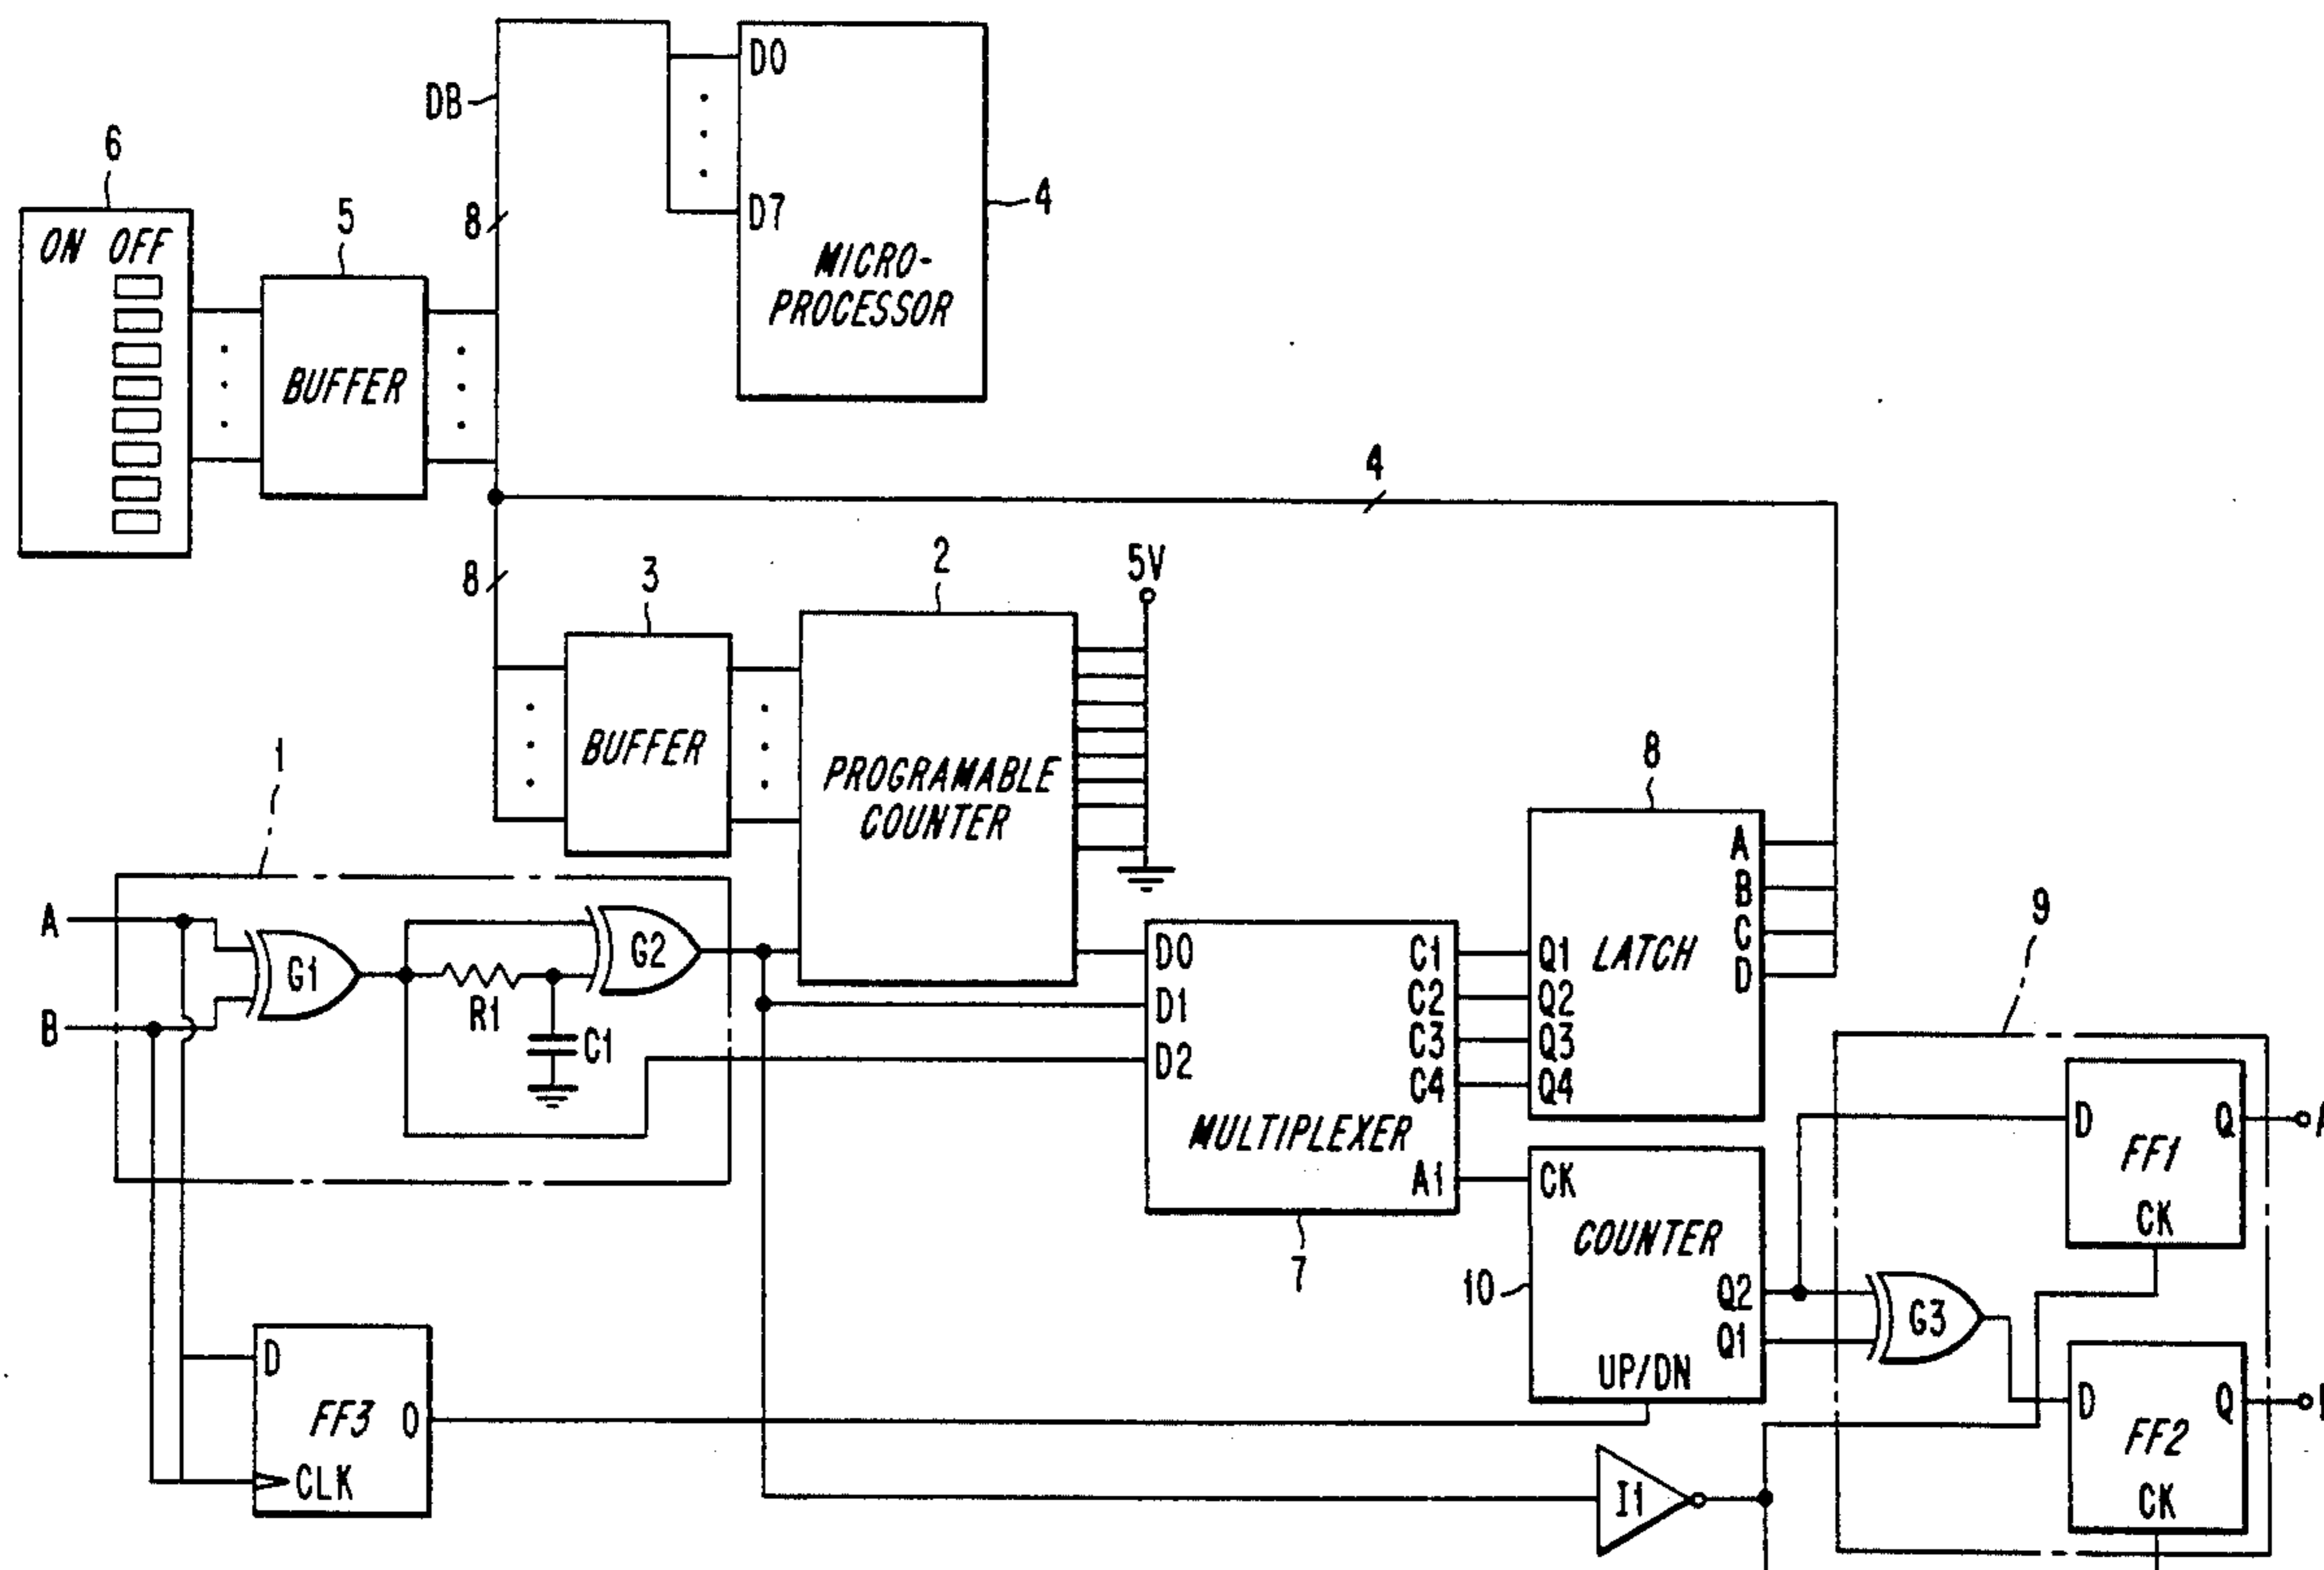 DB
D0
D7
MICRO-
PROCESSOR
4
6
ON OFF
5
BUFFER
8
4
8
3
BUFFER
2
PROGRAMABLE
COUNTER
5V
1
A
B
G1
R1
C1
G2
D0
D1
D2
C1
C2
C3
C4
A1
MULTIPLEXER
7
8
LATCH
Q1
Q2
Q3
Q4
A
B
C
D
CK
COUNTER
Q2
Q1
UP/DN
10
9
G3
D
Q
FF1
CK
A
D
Q
FF2
CK
D
FF3
O
CLK
I1